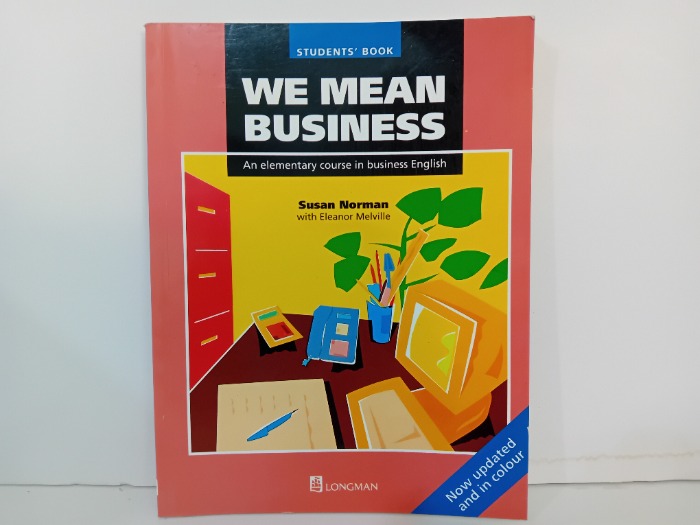 STUDENTS' BOOK
WE MEAN
BUSINESS
An elementary course in business English
Susan Norman
with Eleanor Melville
Now updated
and in colour
LONGMAN